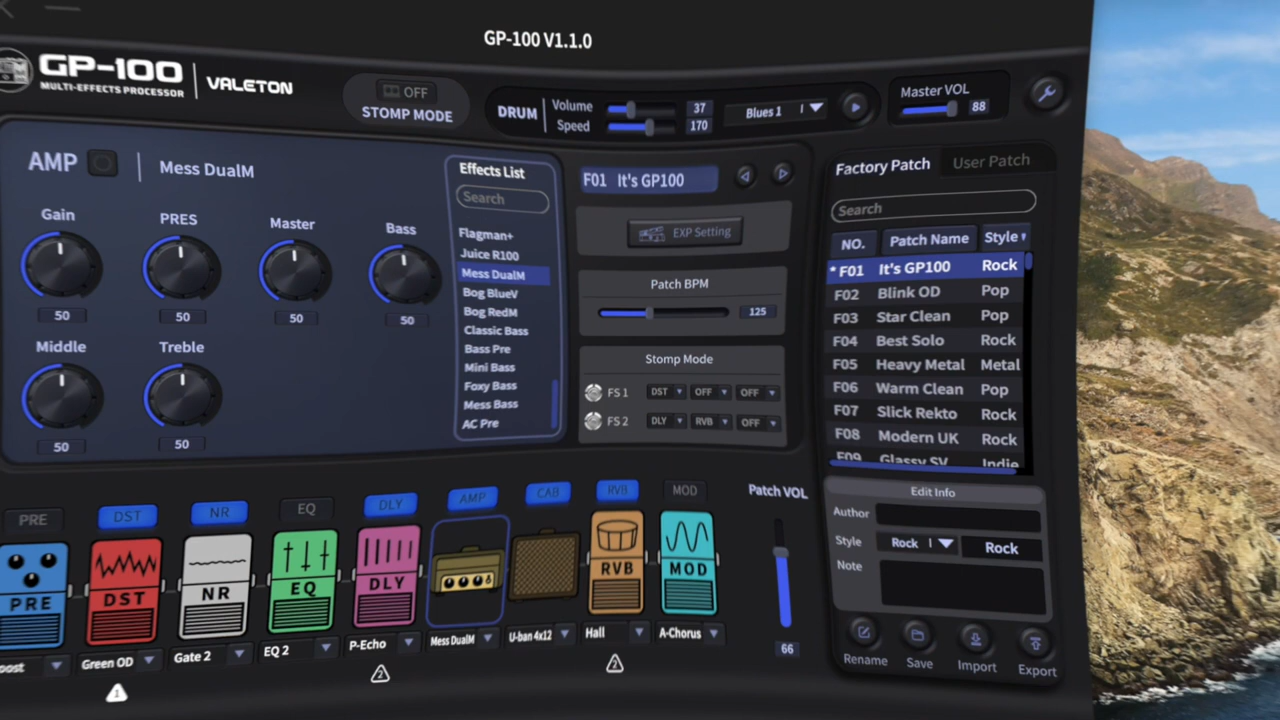 GP-100 V1.1.0
GP-100
MULTI-EFFECTS PROCESSOR
VALETON
OFF
STOMP MODE
DRUM
Volume 37
Speed 170
Blues 1
Master VOL
88
AMP
Mess DualM
Gain
PRES
Master
Bass
50
50
50
50
Middle
Treble
50
50
Effects List
Search
Flagman+
Juice R100
Mess DualM
Bog BlueV
Bog RedM
Classic Bass
Bass Pre
Mini Bass
Foxy Bass
Mess Bass
AC Pre
F01 It's GP100
EXP Setting
Patch BPM
125
Stomp Mode
FS 1 DST OFF OFF
FS 2 DLY RVB OFF
Factory Patch
User Patch
Search
NO. Patch Name Style
* F01 It's GP100 Rock
F02 Blink OD Pop
F03 Star Clean Pop
F04 Best Solo Rock
F05 Heavy Metal Metal
F06 Warm Clean Pop
F07 Slick Rekto Rock
F08 Modern UK Rock
F09 Glassy SV Indie
Edit Info
Author
Style Rock Rock
Note
Rename
Save
Import
Export
PRE
DST
NR
EQ
DLY
AMP
CAB
RVB
MOD
PRE
DST
NR
EQ
DLY
RVB
MOD
oost
Green OD
Gate 2
EQ 2
P-Echo
Mess DualM
U-ban 4x12
Hall
A-Chorus
1
2
2
Patch VOL
66